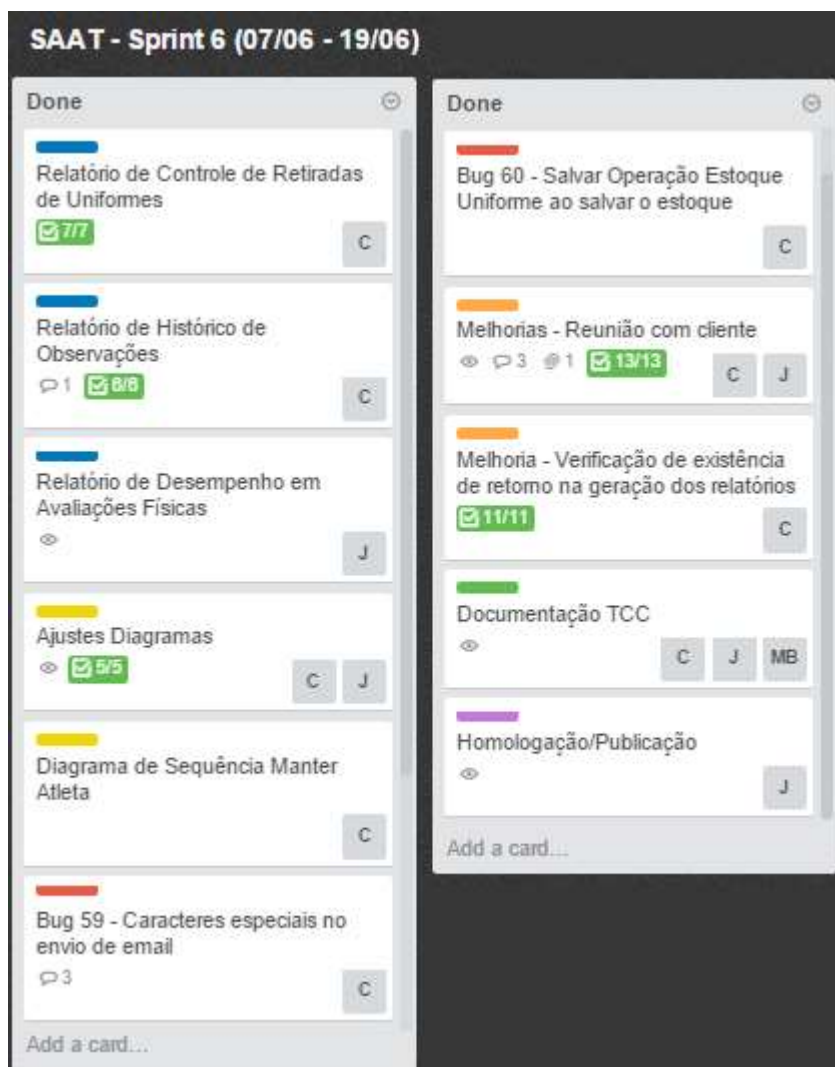 SAAT - Sprint 6 (07/06 - 19/06)
Done
Relatório de Controle de Retiradas
de Uniformes
7/7
C
Relatório de Histórico de
Observações
1
C
Relatório de Desempenho em
Avaliações Físicas
J
Ajustes Diagramas
5/5
C J
Diagrama de Sequência Manter
Atleta
C
Bug 59 - Caracteres especiais no
envio de email
3
C
Add a card...
Done
Bug 60 - Salvar Operação Estoque
Uniforme ao salvar o estoque
C
Melhorias - Reunião com cliente
3 1 13/13
C J
Melhoria - Verificação de existência
de retorno na geração dos relatórios
11/11
C
Documentação TCC
C J MB
Homologação/Publicação
J
Add a card...